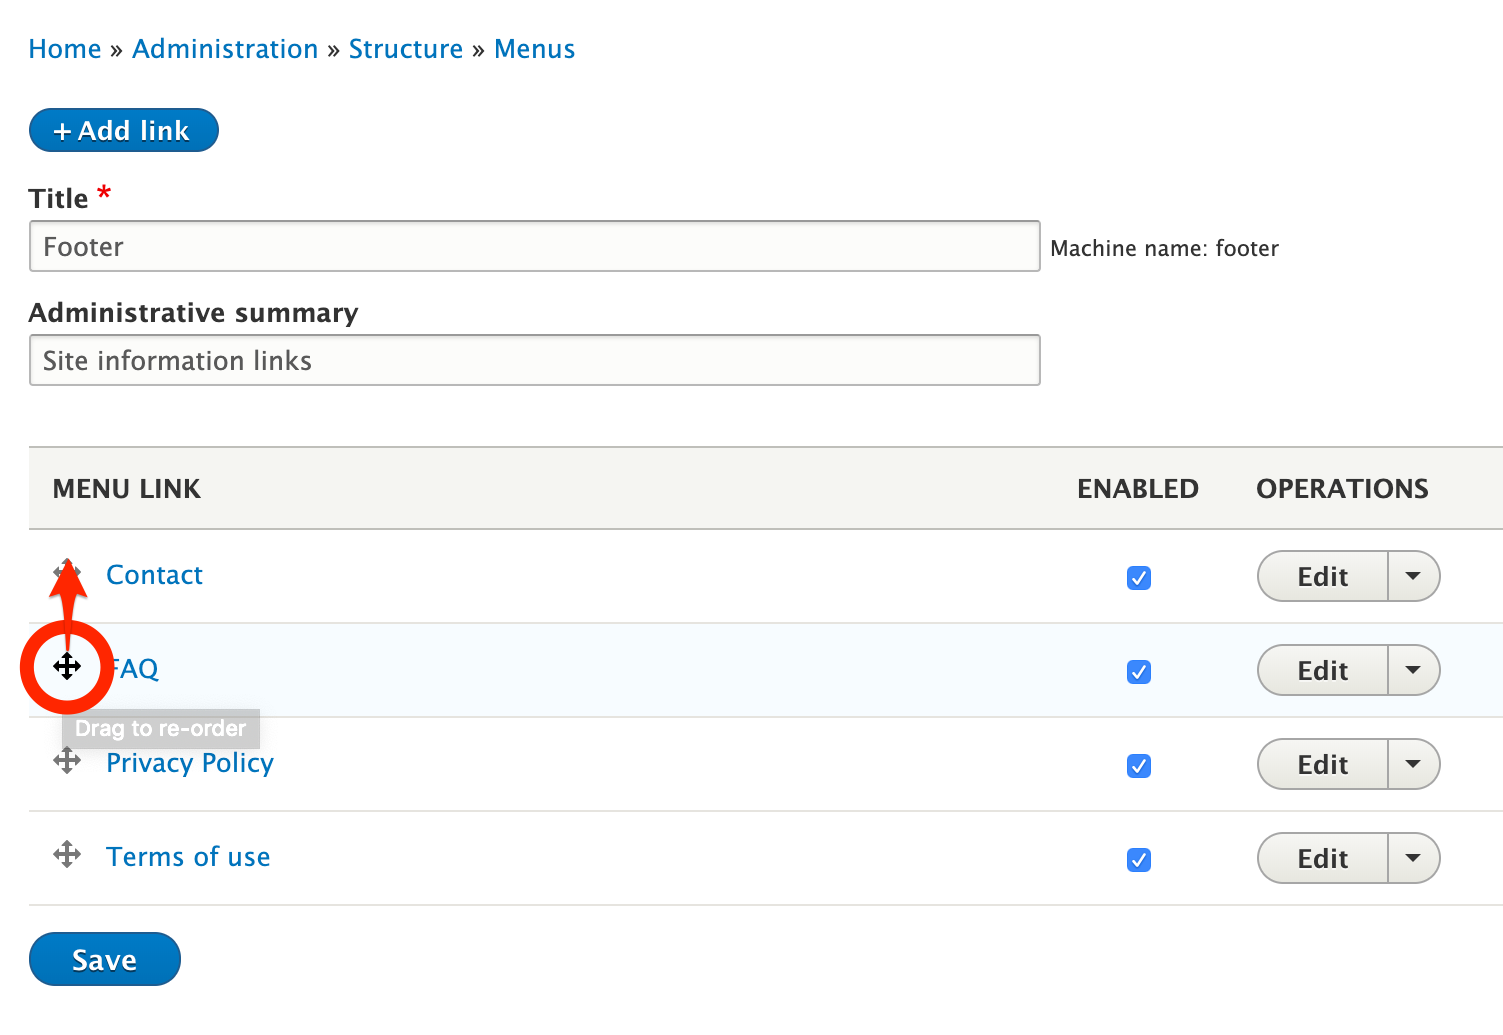 Home » Administration » Structure » Menus
+ Add link
Title *
Footer
Machine name: footer
Administrative summary
Site information links
MENU LINK ENABLED OPERATIONS
Contact Edit
FAQ Edit
Drag to re-order
Privacy Policy Edit
Terms of use Edit
Save